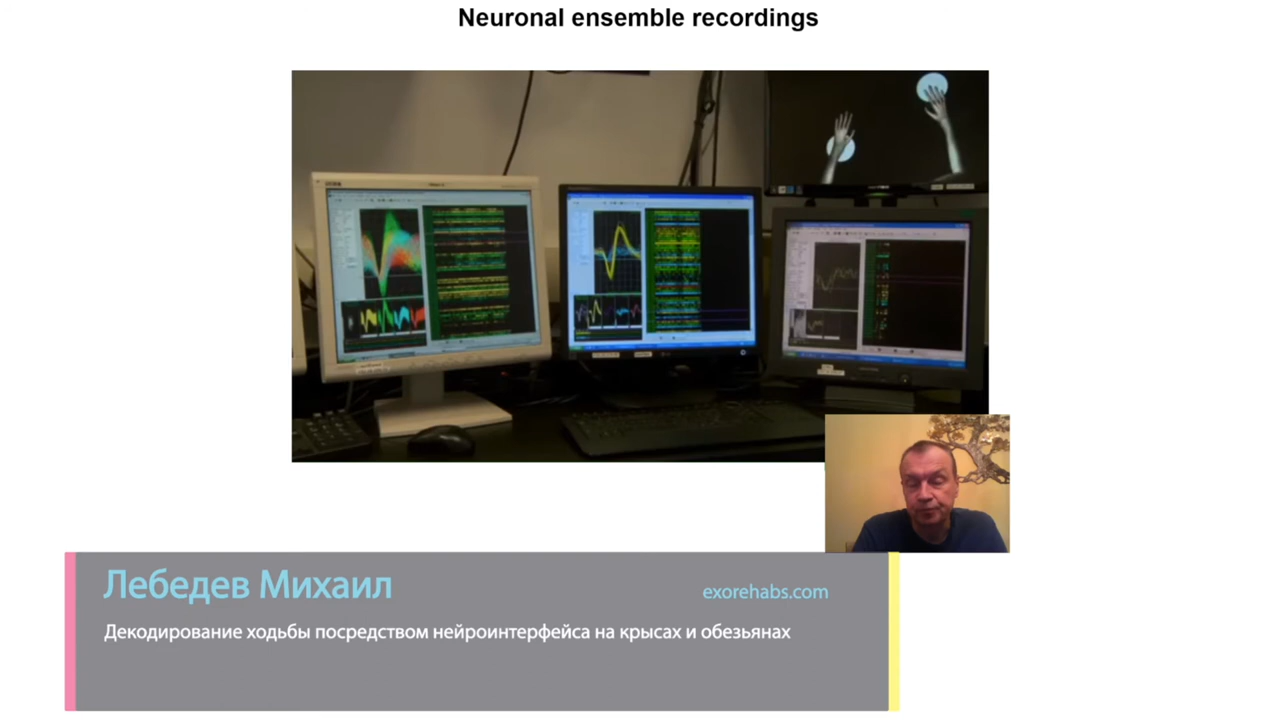 Neuronal ensemble recordings
Лебедев Михаил
exorehabs.com
Декодирование ходьбы посредством нейроинтерфейса на крысах и обезьянах